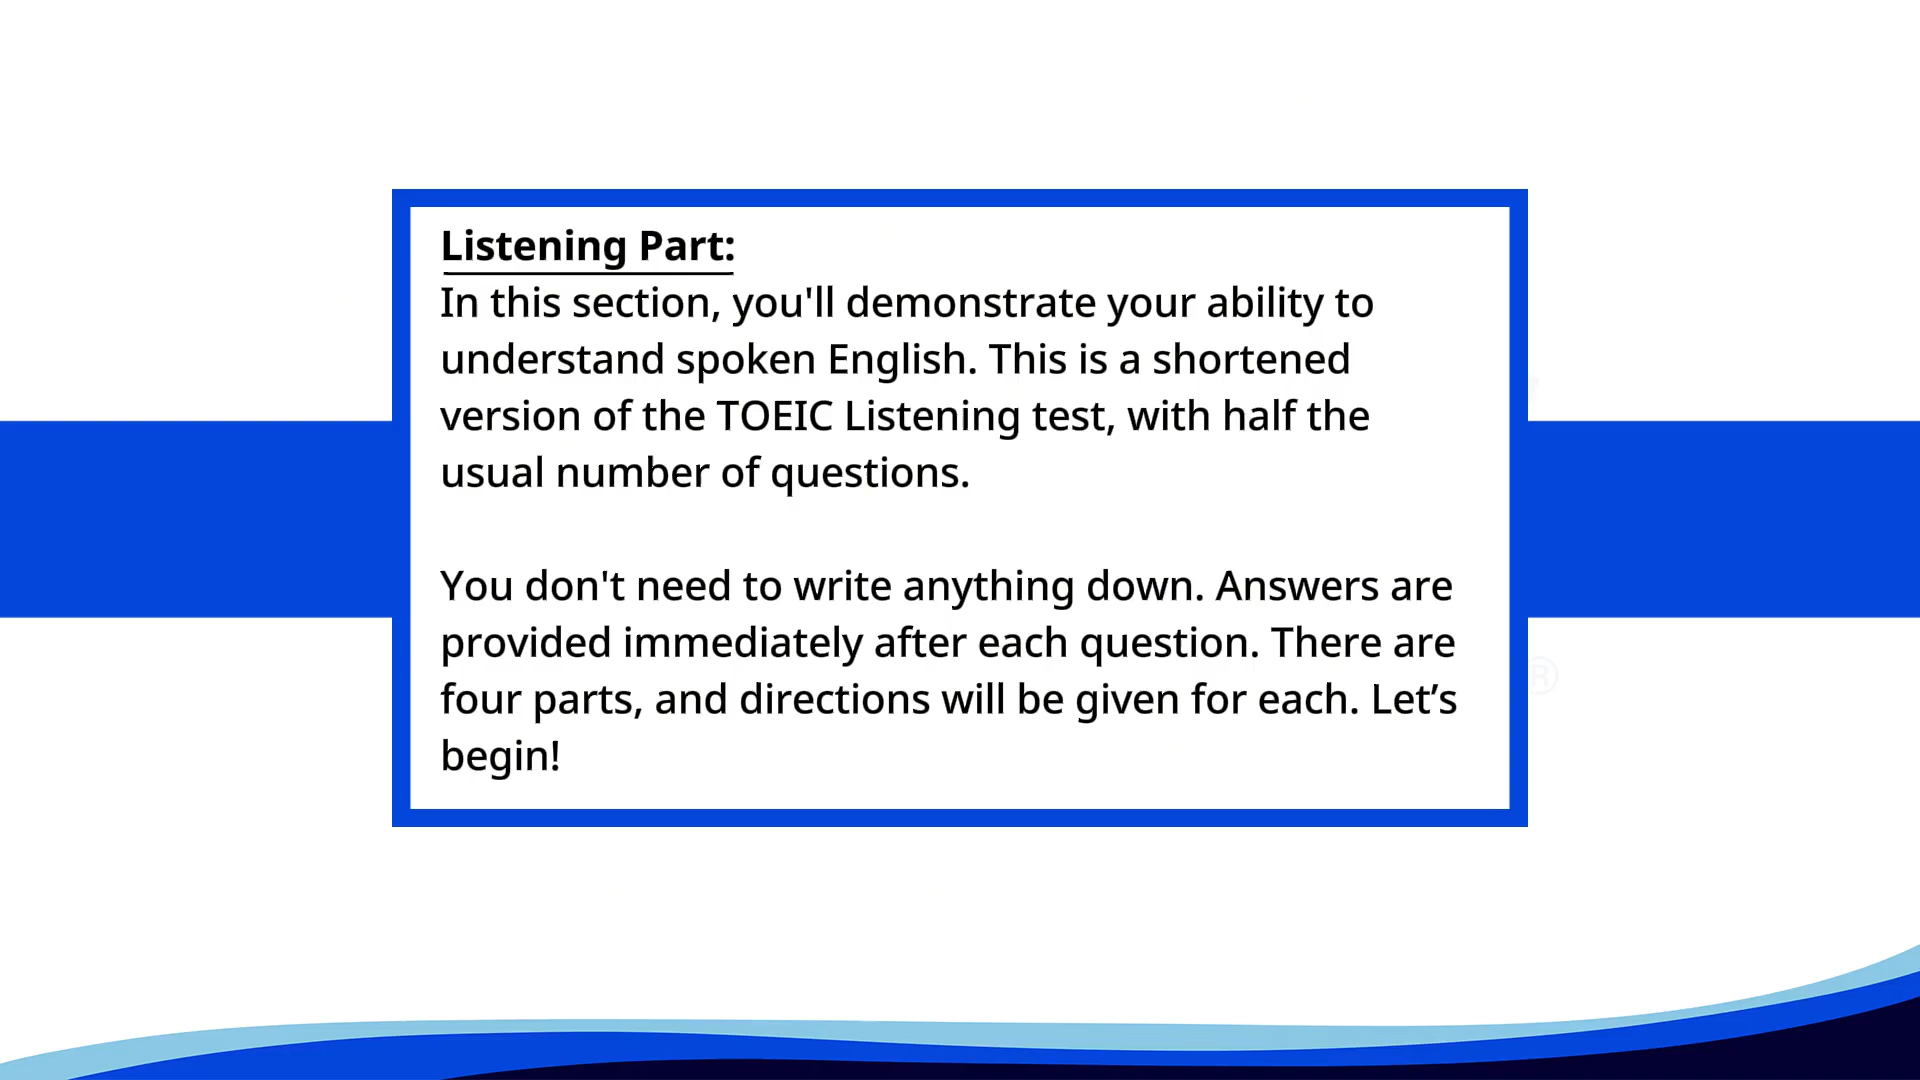 Listening Part:
In this section, you'll demonstrate your ability to
understand spoken English. This is a shortened
version of the TOEIC Listening test, with half the
usual number of questions.
You don't need to write anything down. Answers are
provided immediately after each question. There are
four parts, and directions will be given for each. Let’s
begin!
®